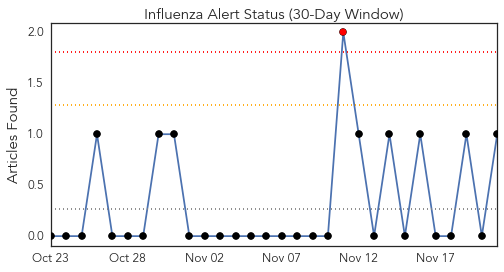 Influenza Alert Status (30-Day Window)
Articles Found
2.0
1.5
1.0
0.5
0.0
Oct 23 Oct 28 Nov 02 Nov 07 Nov 12 Nov 17